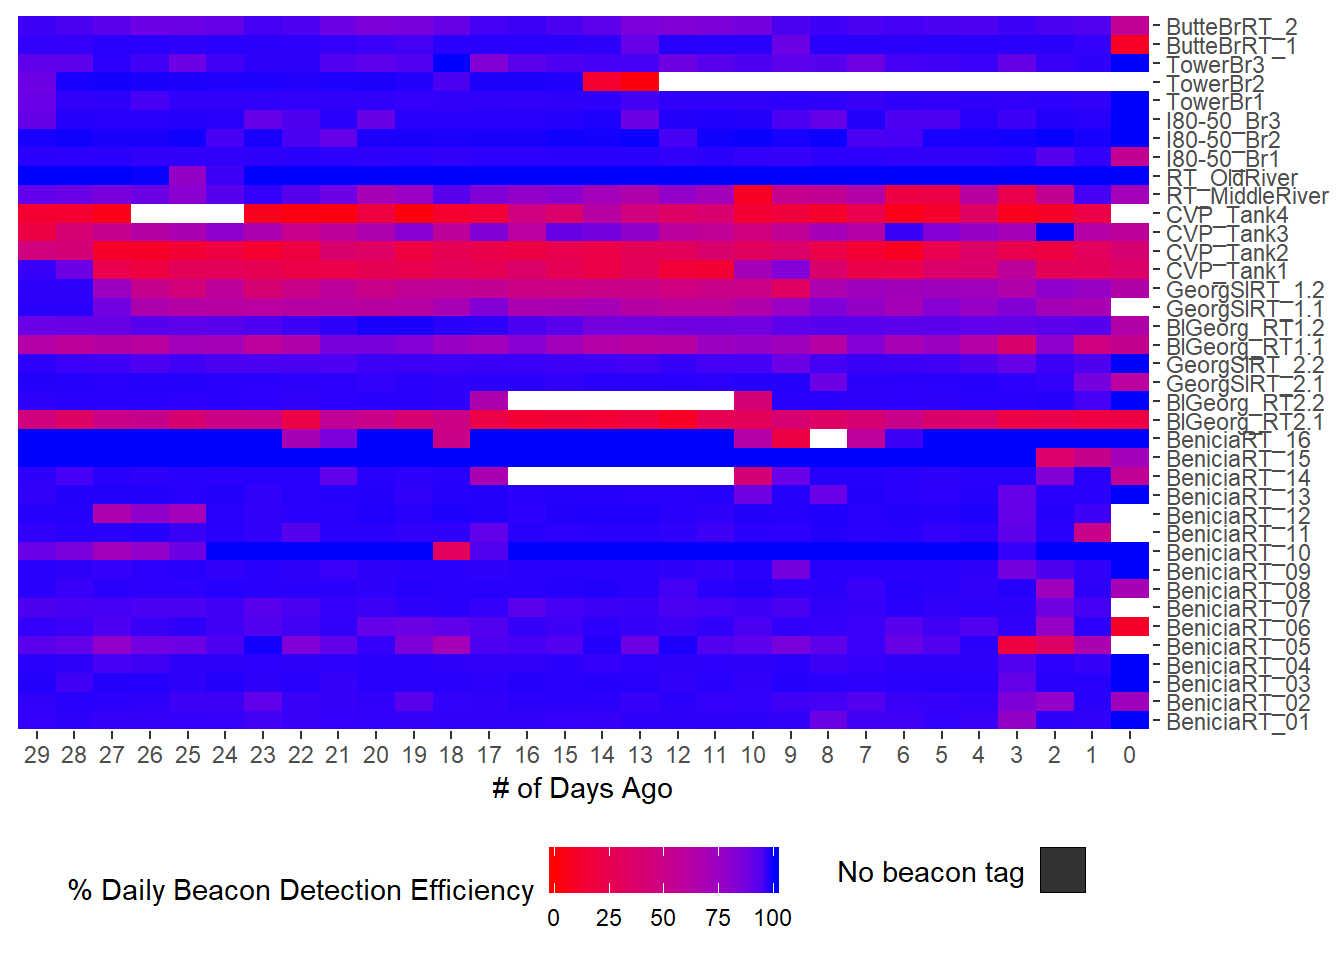 ButteBrRT_2
ButteBrRT_1
TowerBr3
TowerBr2
TowerBr1
I80-50_Br3
I80-50_Br2
I80-50_Br1
RT_OldRiver
RT_MiddleRiver
CVP_Tank4
CVP_Tank3
CVP_Tank2
CVP_Tank1
GeorgSlRT_1.2
GeorgSlRT_1.1
BlGeorg_RT1.2
BlGeorg_RT1.1
GeorgSlRT_2.2
GeorgSlRT_2.1
BlGeorg_RT2.2
BlGeorg_RT2.1
BeniciaRT_16
BeniciaRT_15
BeniciaRT_14
BeniciaRT_13
BeniciaRT_12
BeniciaRT_11
BeniciaRT_10
BeniciaRT_09
BeniciaRT_08
BeniciaRT_07
BeniciaRT_06
BeniciaRT_05
BeniciaRT_04
BeniciaRT_03
BeniciaRT_02
BeniciaRT_01
29 28 27 26 25 24 23 22 21 20 19 18 17 16 15 14 13 12 11 10 9 8 7 6 5 4 3 2 1 0
# of Days Ago
% Daily Beacon Detection Efficiency
0 25 50 75 100
No beacon tag